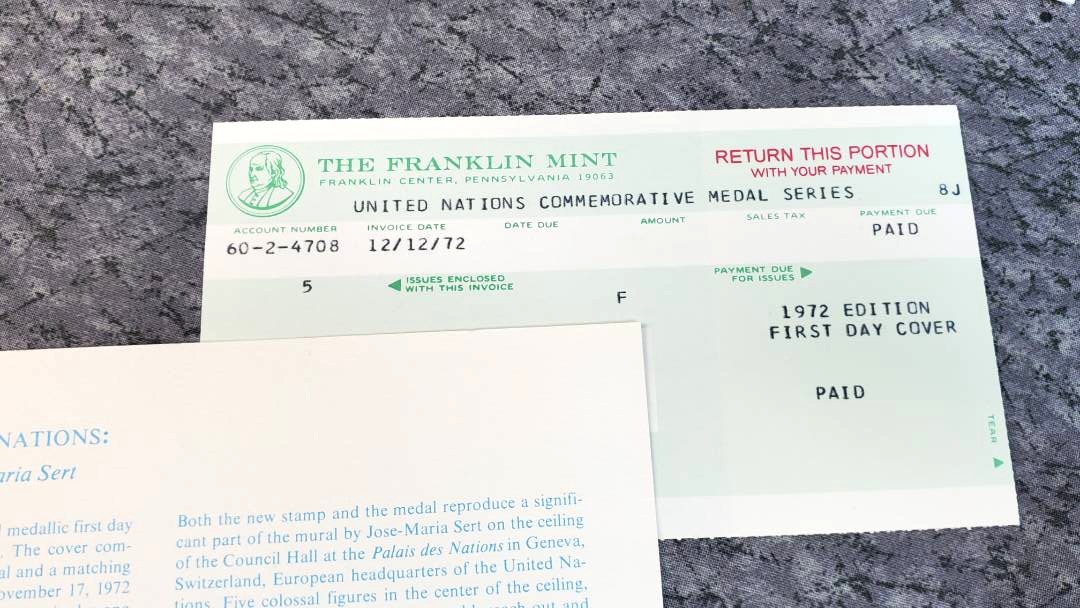 THE FRANKLIN MINT
FRANKLIN CENTER, PENNSYLVANIA 19063
RETURN THIS PORTION
WITH YOUR PAYMENT
UNITED NATIONS COMMEMORATIVE MEDAL SERIES 8J
ACCOUNT NUMBER INVOICE DATE DATE DUE AMOUNT SALES TAX PAYMENT DUE
60-2-4708 12/12/72 PAID
5
ISSUES ENCLOSED
WITH THIS INVOICE
F
PAYMENT DUE
FOR ISSUES
1972 EDITION
FIRST DAY COVER
PAID
TEAR
NATIONS:
Sert
medallic first day
. The cover com-
and a matching
17, 1972
Both the new stamp and the medal reproduce a signifi-
cant part of the mural by Jose-Maria Sert on the ceiling
of the Council Hall at the Palais des Nations in Geneva,
Switzerland, European headquarters of the United Na-
tions. Five colossal figures in the center of the ceiling,
out and